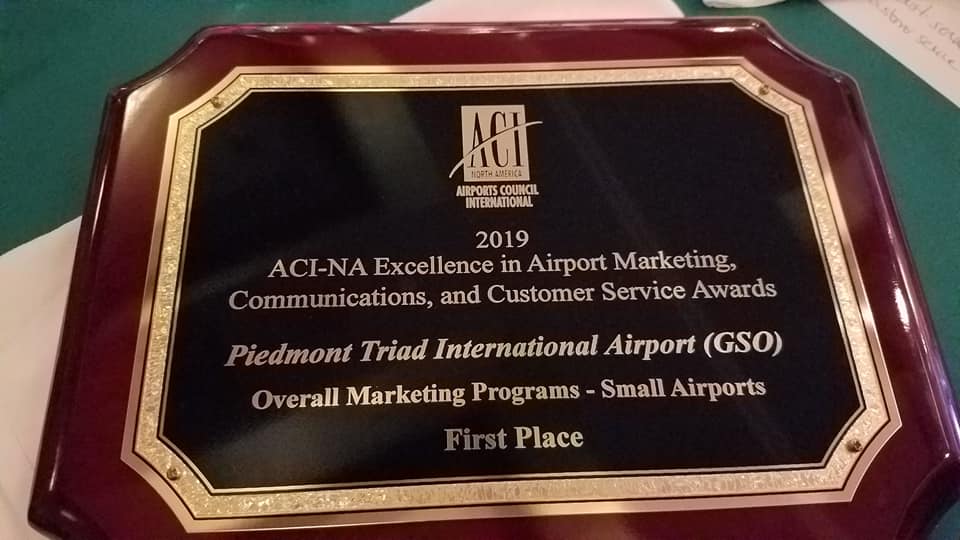 ACI
NORTH AMERICA
AIRPORTS COUNCIL
INTERNATIONAL
2019
ACI-NA Excellence in Airport Marketing,
Communications, and Customer Service Awards
Piedmont Triad International Airport (GSO)
Overall Marketing Programs - Small Airports
First Place